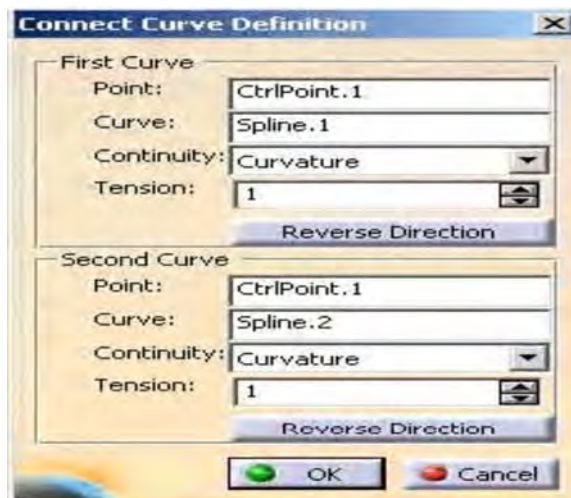 Connect Curve Definition
First Curve
Point: CtrlPoint.1
Curve: Spline.1
Continuity: Curvature
Tension: 1
Reverse Direction
Second Curve
Point: CtrlPoint.1
Curve: Spline.2
Continuity: Curvature
Tension: 1
Reverse Direction
OK Cancel